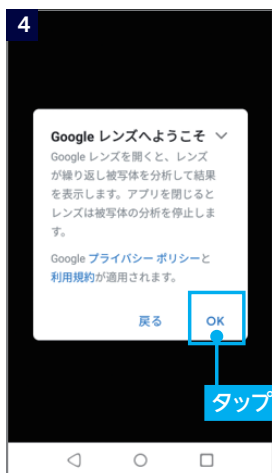 4
Google レンズへようこそ
Google レンズを開くと、レンズ
が繰り返し被写体を分析して結果
を表示します。アプリを閉じると
レンズは被写体の分析を停止しま
す。
Google プライバシー ポリシーと
利用規約が適用されます。
戻る OK
タップ